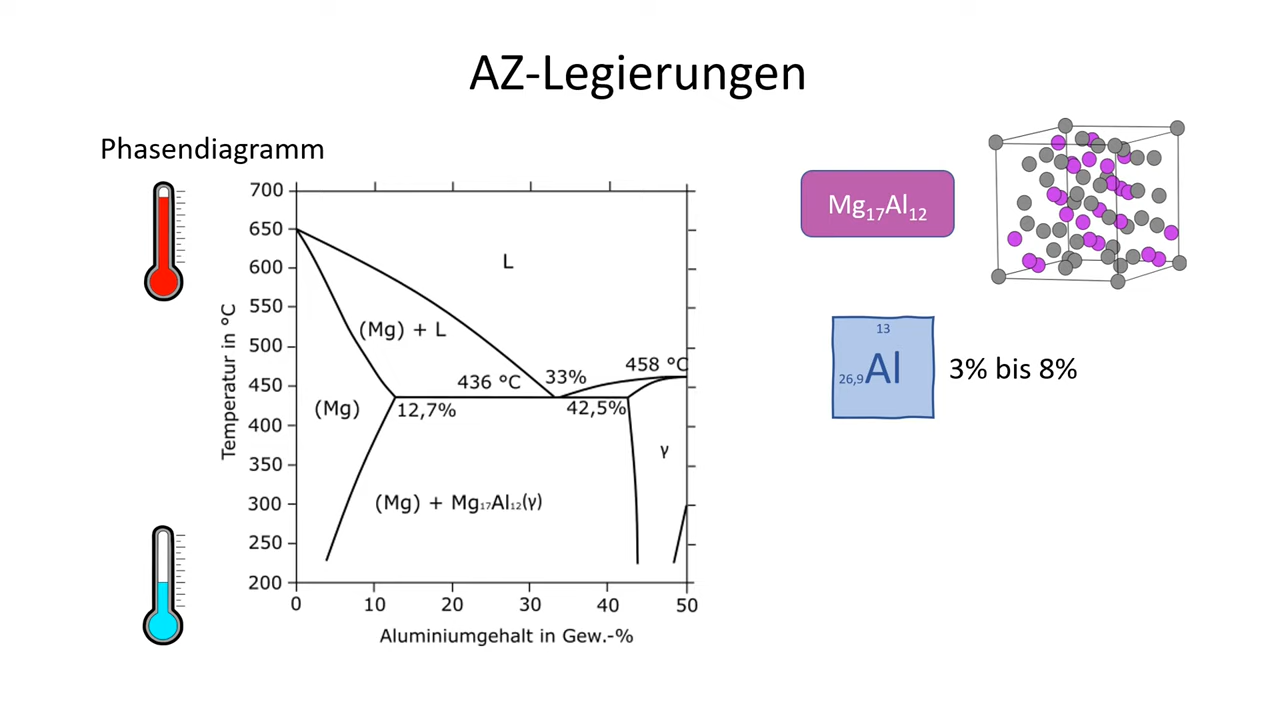 AZ-Legierungen
Phasendiagramm
700
650
600
550
500
450
400
350
300
250
200
Temperatur in °C
0 10 20 30 40 50
Aluminiumgehalt in Gew.-%
L
(Mg) + L
458 °C
436 °C
33%
(Mg)
12,7%
42,5%
γ
(Mg) + Mg₁₇Al₁₂(γ)
Mg₁₇Al₁₂
13
26,9 Al
3% bis 8%